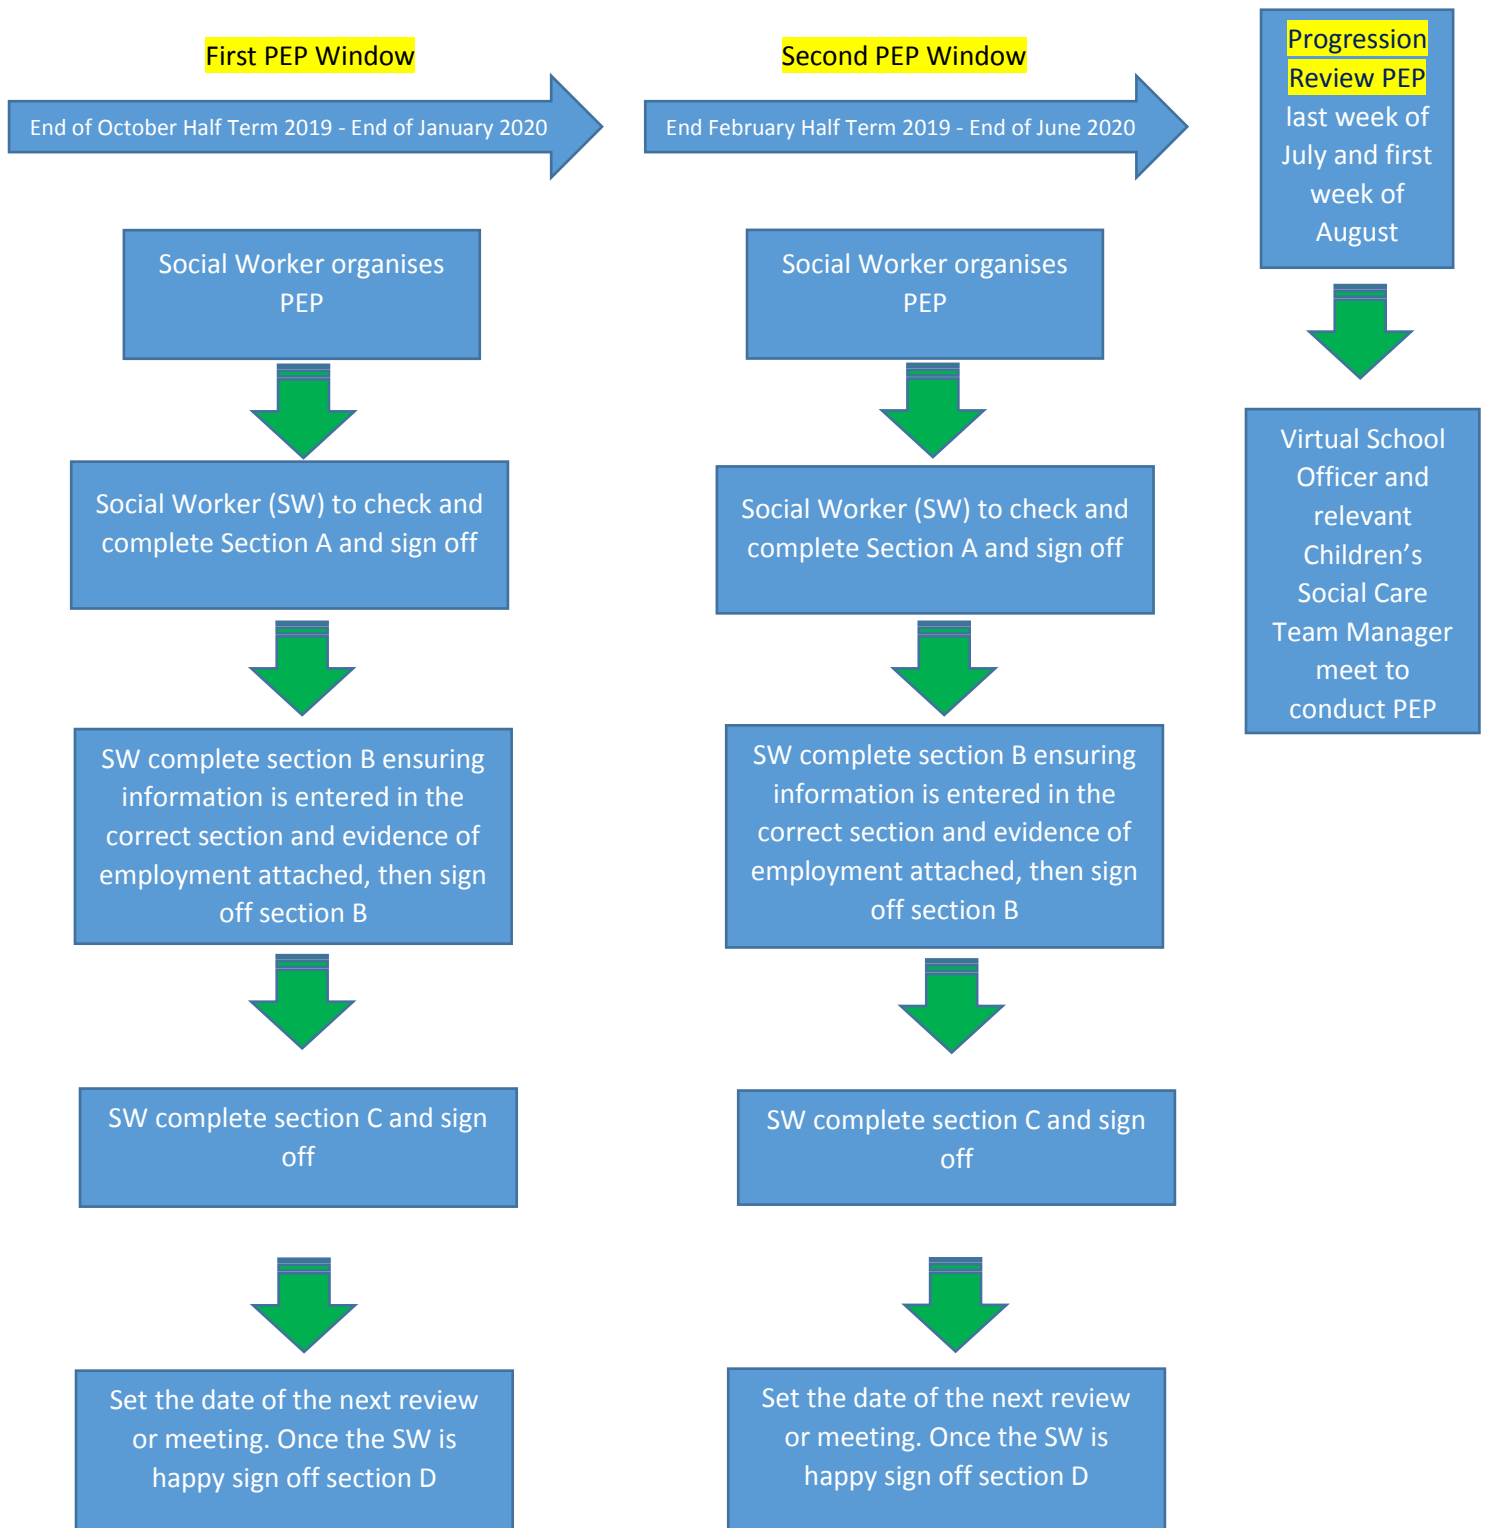 First PEP Window
End of October Half Term 2019 - End of January 2020
Social Worker organises
PEP
Social Worker (SW) to check and
complete Section A and sign off
SW complete section B ensuring
information is entered in the
correct section and evidence of
employment attached, then sign
off section B
SW complete section C and sign
off
Set the date of the next review
or meeting. Once the SW is
happy sign off section D
Second PEP Window
End February Half Term 2019 - End of June 2020
Social Worker organises
PEP
Social Worker (SW) to check and
complete Section A and sign off
SW complete section B ensuring
information is entered in the
correct section and evidence of
employment attached, then sign
off section B
SW complete section C and sign
off
Set the date of the next review
or meeting. Once the SW is
happy sign off section D
Progression
Review PEP
last week of
July and first
week of
August
Virtual School
Officer and
relevant
Children’s
Social Care
Team Manager
meet to
conduct PEP